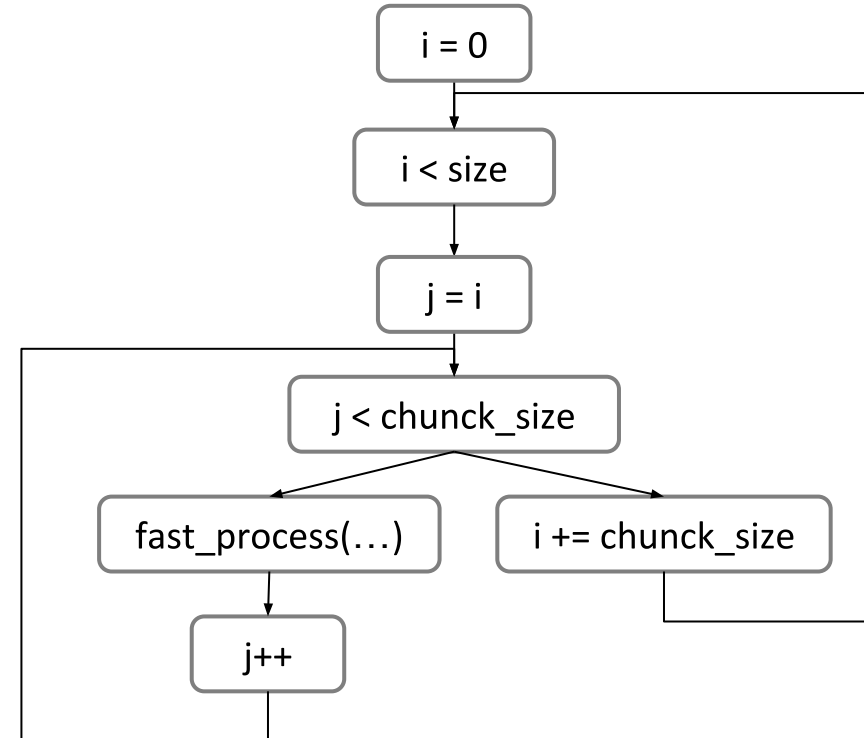 i = 0
i < size
j = i
j < chunck_size
fast_process(...)
i += chunck_size
j++